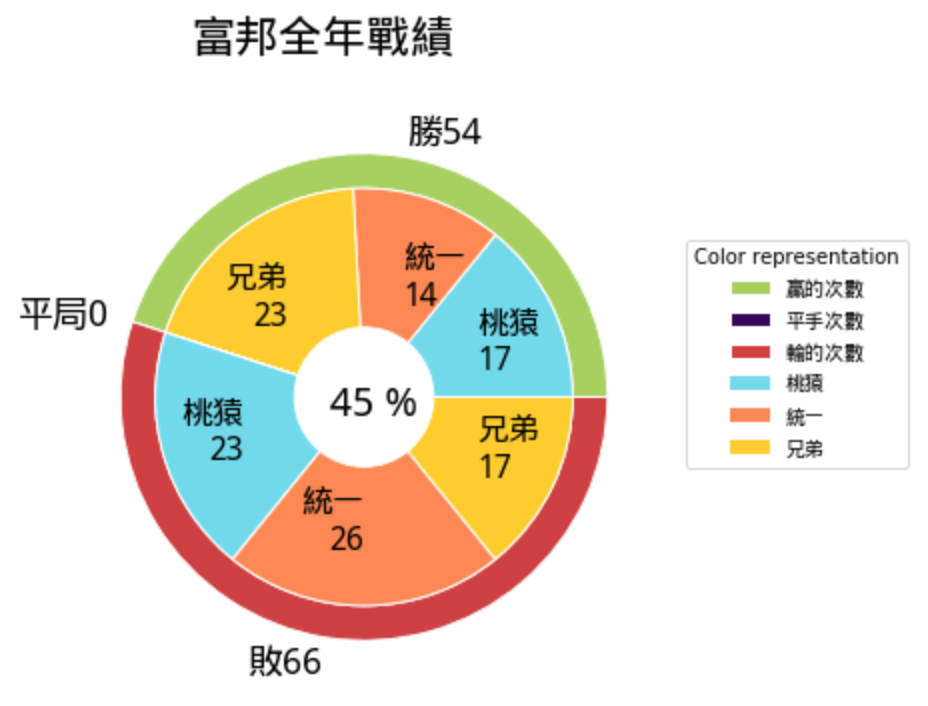 富邦全年戰績
勝54
兄弟
23
統一
14
桃猿
17
平局0
45 %
桃猿
23
兄弟
17
統一
26
敗66
Color representation
贏的次數
平手次數
輸的次數
桃猿
統一
兄弟